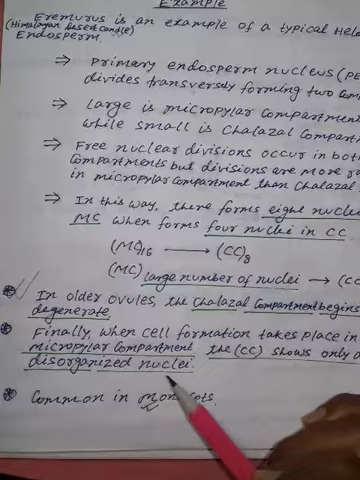 Example
Eremurus is an example of a typical Hel
(Himalayan desert candle)
Endosperm.
⇒ Primary endosperm nucleus (PE
divides transversly forming two Com
⇒ Large is micropylar Compartment
while small is Chalazal Compart
⇒ Free nuclear divisions occur in both
Compartments but divisions are more ra
in micropylar Compartment than Chalazal
⇒ In this way, there forms eight nucle
MC when forms four nuclei in CC.
(MC)16 ⟶ (CC)8
(MC) large number of nuclei → (CC
In older ovules, the Chalazal Compartment begins
degenerate.
Finally, when cell formation takes place in
micropylar Compartment the (CC) shows only a
disorganized nuclei.
Common in Monocots.